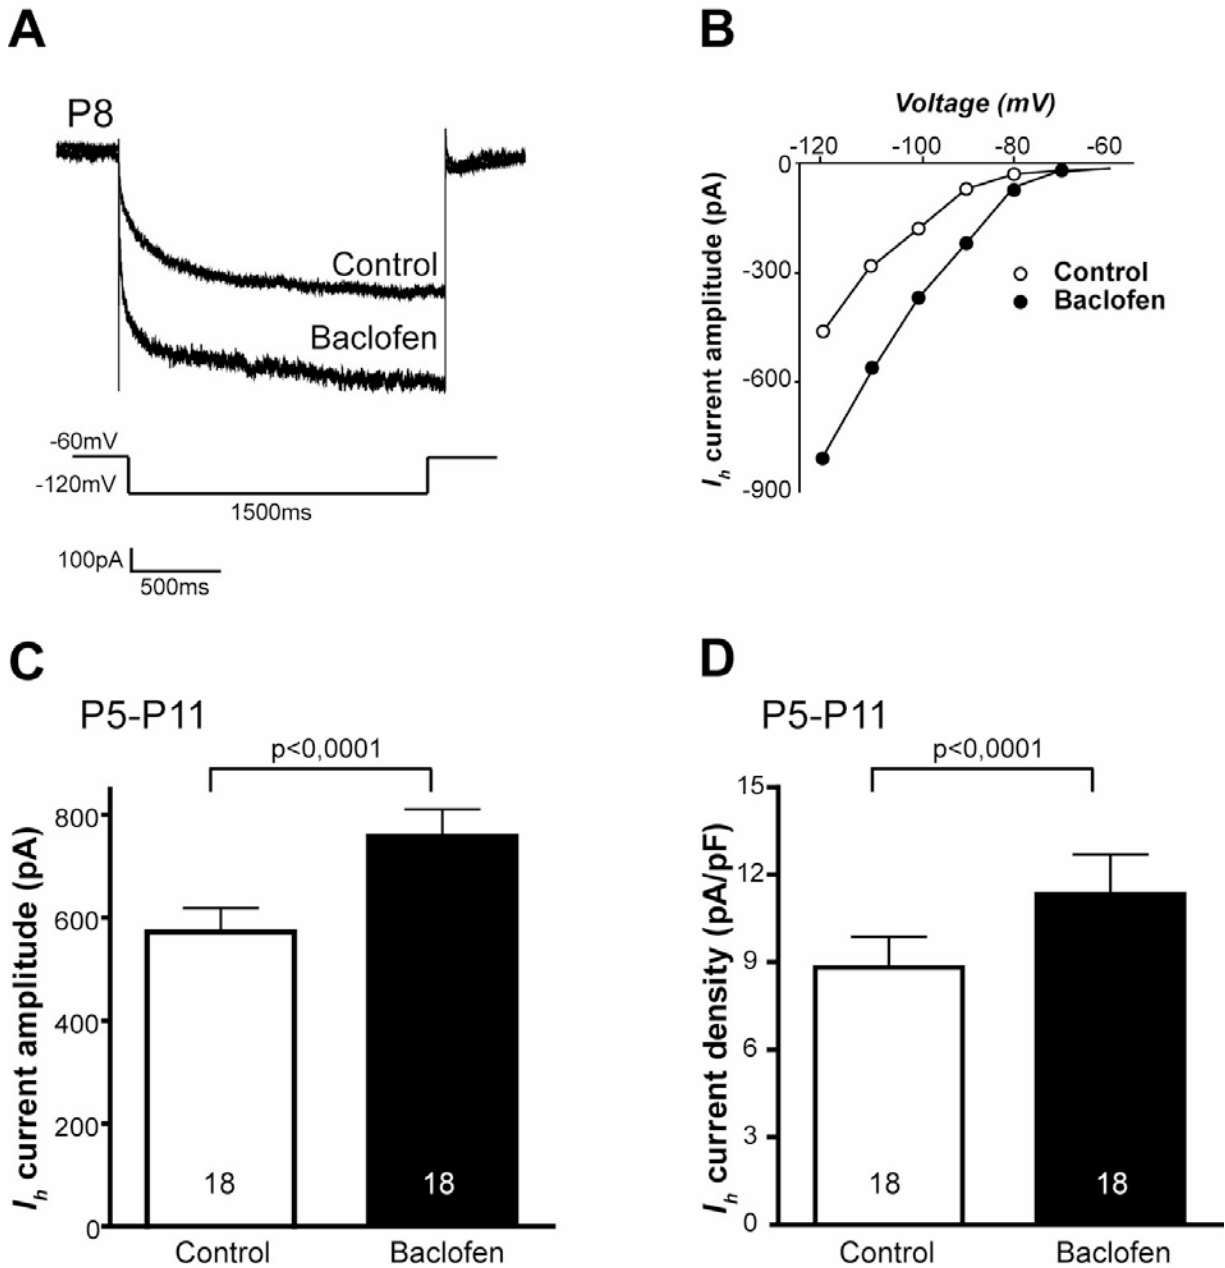 A
P8
Control
Baclofen
-60mV
-120mV
1500ms
100pA
500ms
B
Voltage (mV)
-120 -100 -80 -60
0
-300
-600
-900
Ih current amplitude (pA)
Control
Baclofen
C
P5-P11
p<0,0001
800
600
400
200
0
Ih current amplitude (pA)
18 18
Control Baclofen
D
P5-P11
p<0,0001
15
12
9
6
3
0
Ih current density (pA/pF)
18 18
Control Baclofen